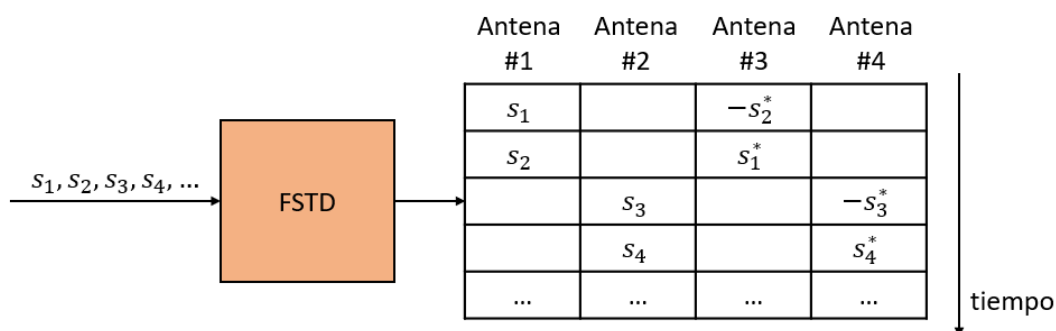 Antena #1 Antena #2 Antena #3 Antena #4
s₁ −s₂*
s₂ s₁*
s₁, s₂, s₃, s₄, ...
FSTD
s₃ −s₃*
s₄ s₄*
... ... ... ...
tiempo